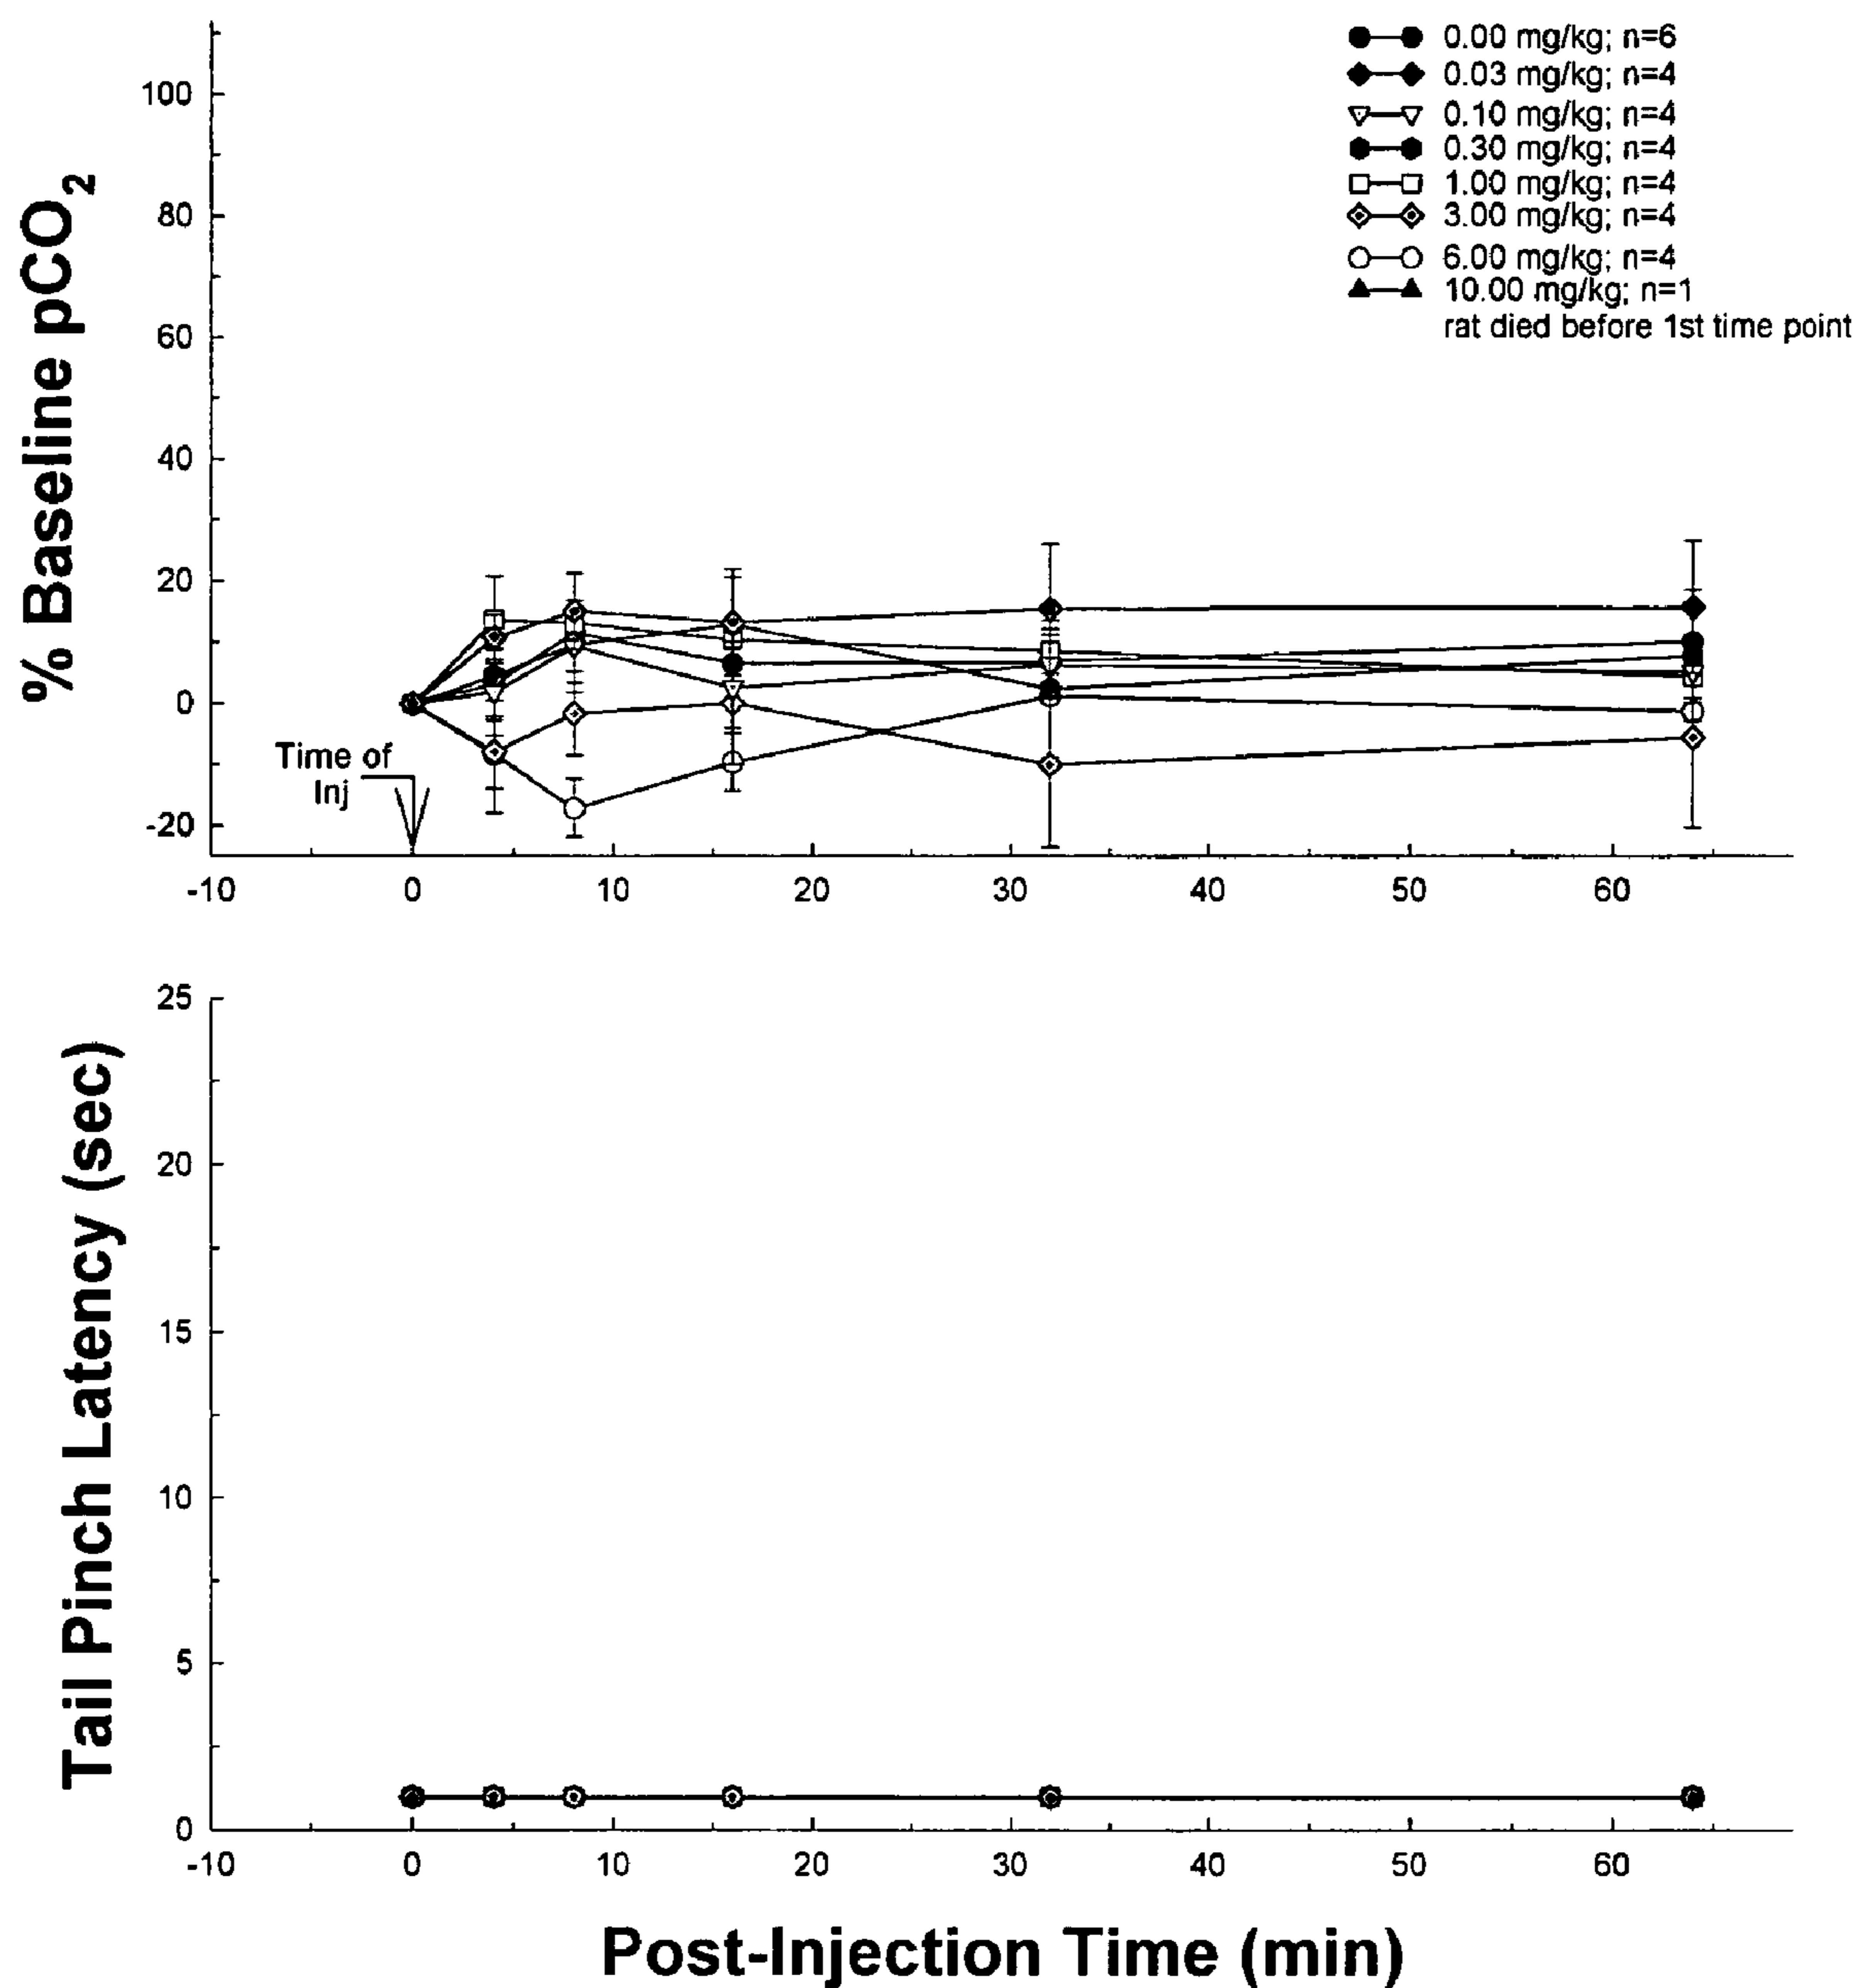 0.00 mg/kg; n=6
0.03 mg/kg; n=4
0.10 mg/kg; n=4
0.30 mg/kg; n=4
1.00 mg/kg; n=4
3.00 mg/kg; n=4
6.00 mg/kg; n=4
10.00 mg/kg; n=1
rat died before 1st time point
% Baseline pCO₂
100
80
60
40
20
0
-20
Time of
Inj
-10 0 10 20 30 40 50 60
Tail Pinch Latency (sec)
25
20
15
10
5
0
-10 0 10 20 30 40 50 60
Post-Injection Time (min)